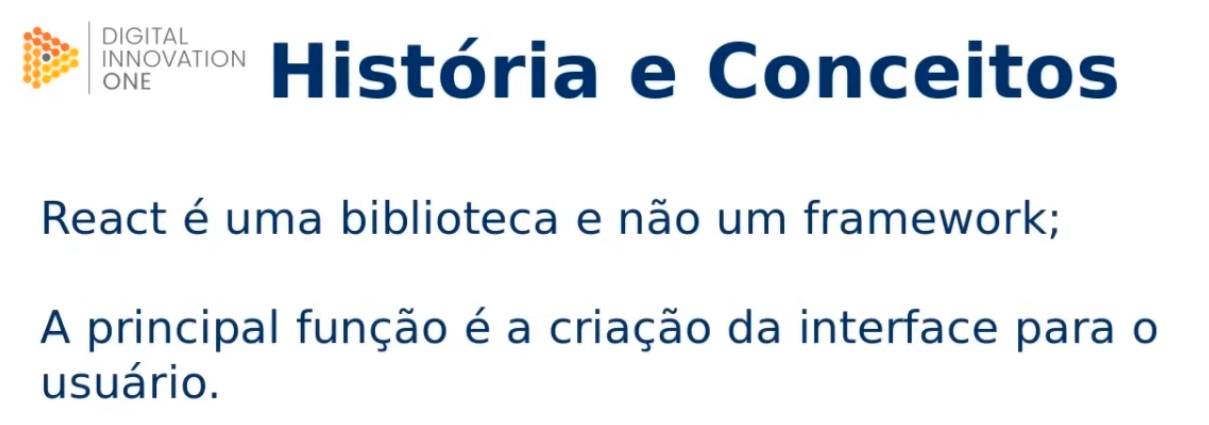 DIGITAL
INNOVATION
ONE
História e Conceitos
React é uma biblioteca e não um framework;
A principal função é a criação da interface para o
usuário.